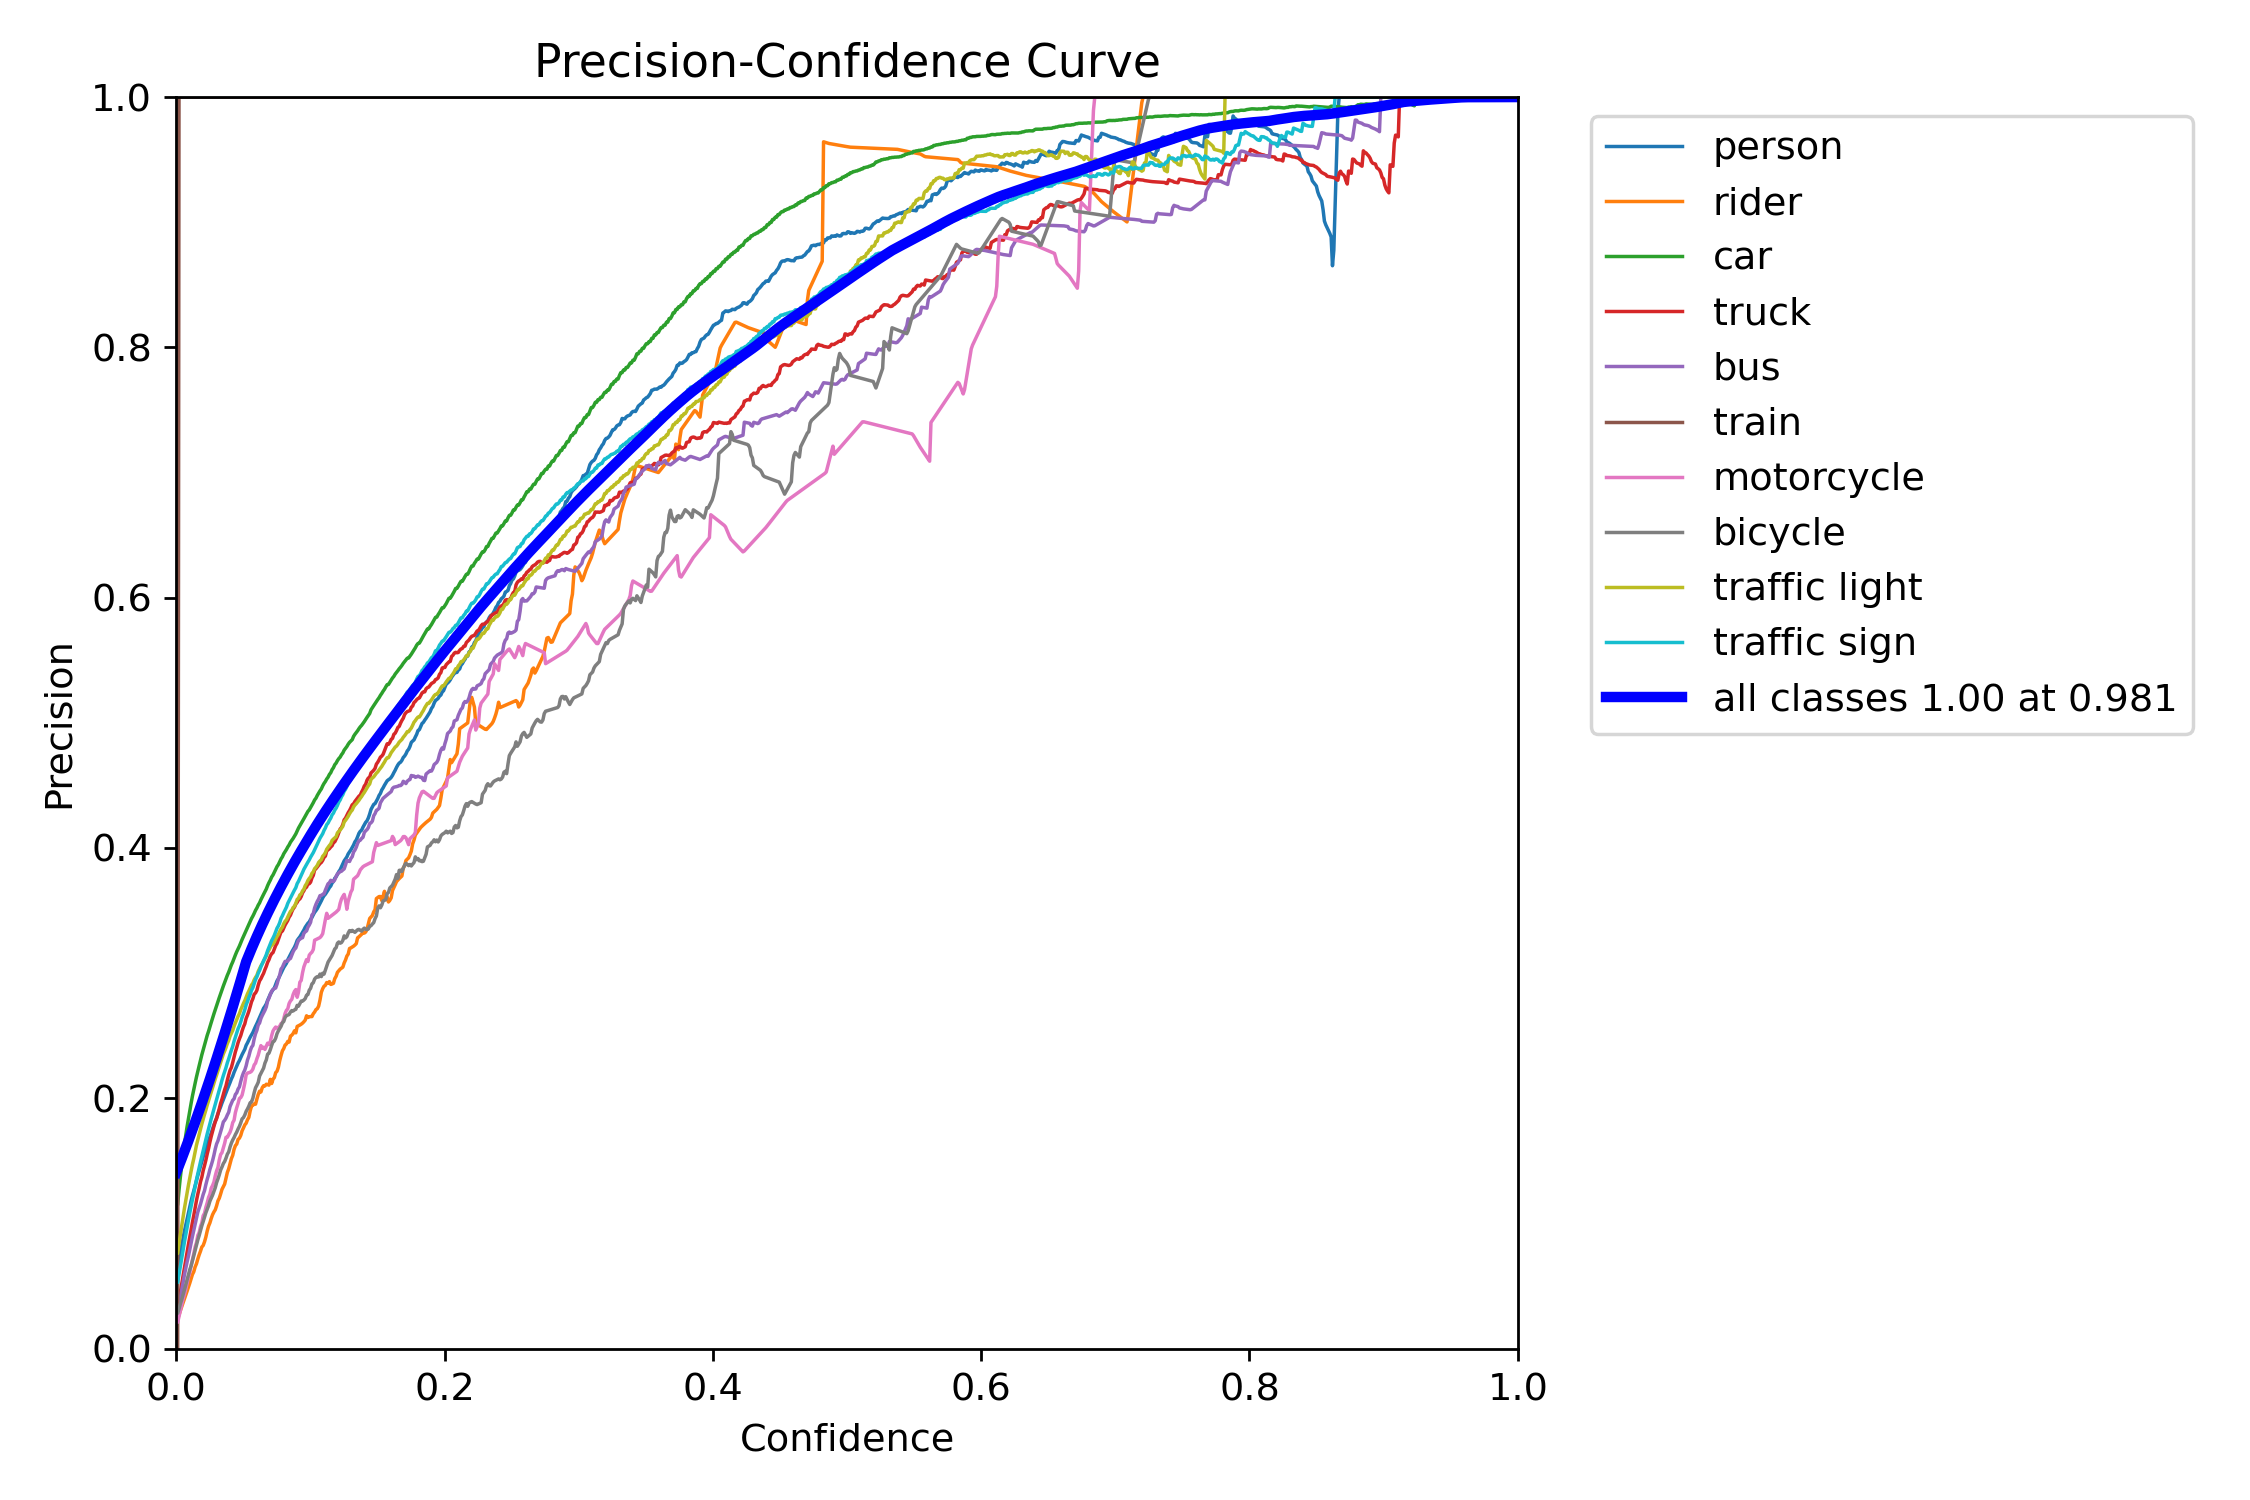 Precision-Confidence Curve
1.0
0.8
0.6
0.4
0.2
0.0
Precision
0.0 0.2 0.4 0.6 0.8 1.0
Confidence
person
rider
car
truck
bus
train
motorcycle
bicycle
traffic light
traffic sign
all classes 1.00 at 0.981